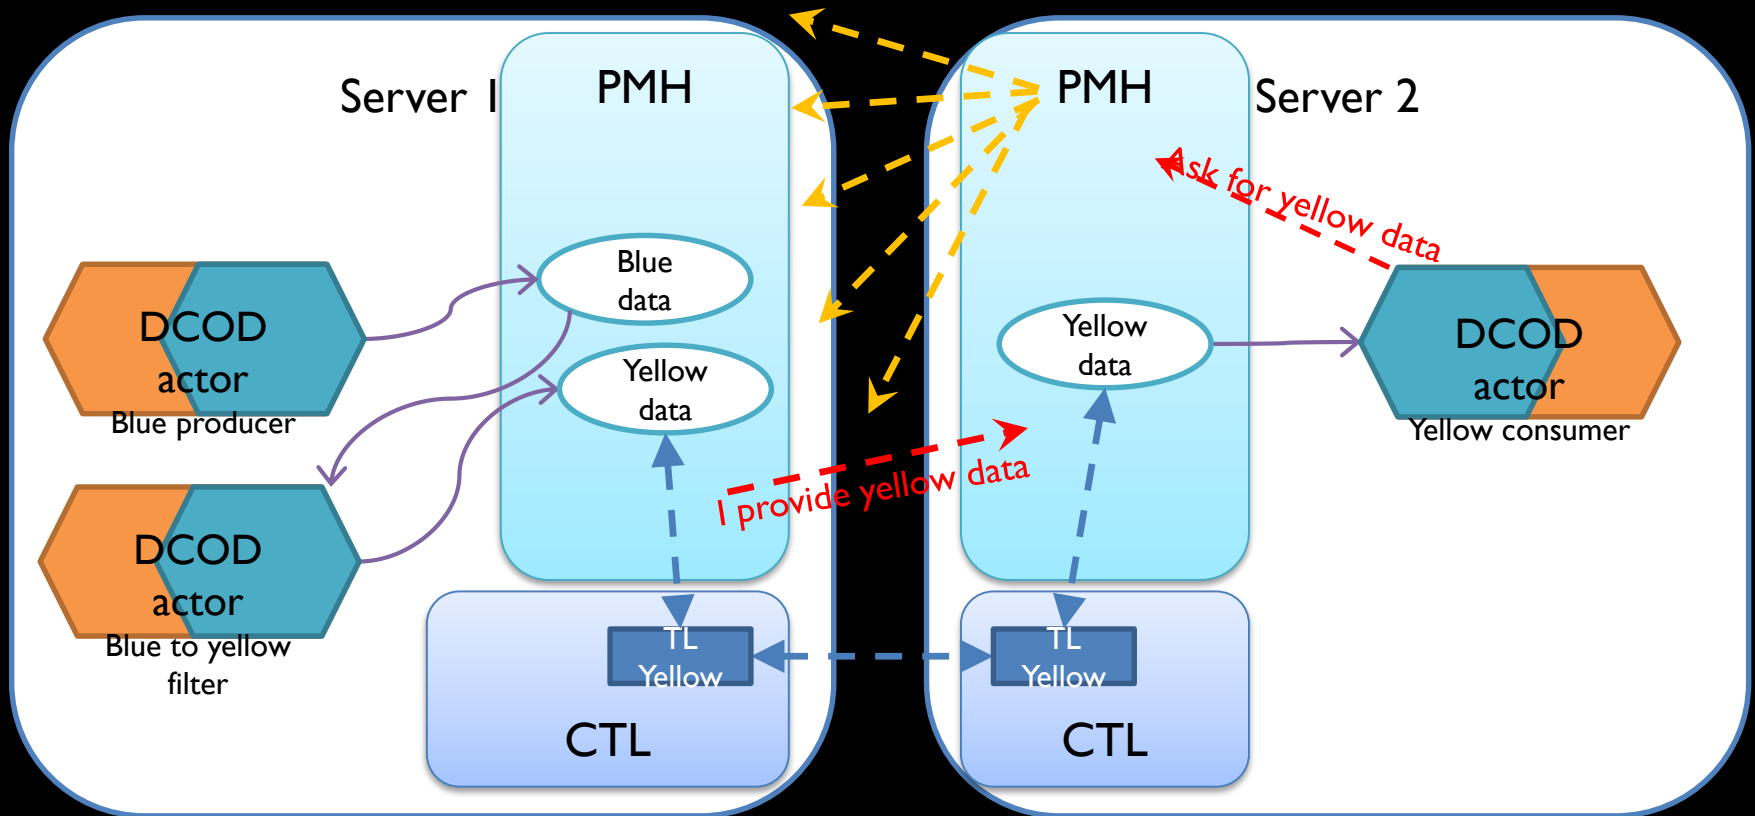 Server 1
PMH
Blue
data
Yellow
data
DCOD
actor
Blue producer
DCOD
actor
Blue to yellow
filter
TL
Yellow
CTL
I provide yellow data
PMH
Server 2
Ask for yellow data
Yellow
data
DCOD
actor
Yellow consumer
TL
Yellow
CTL